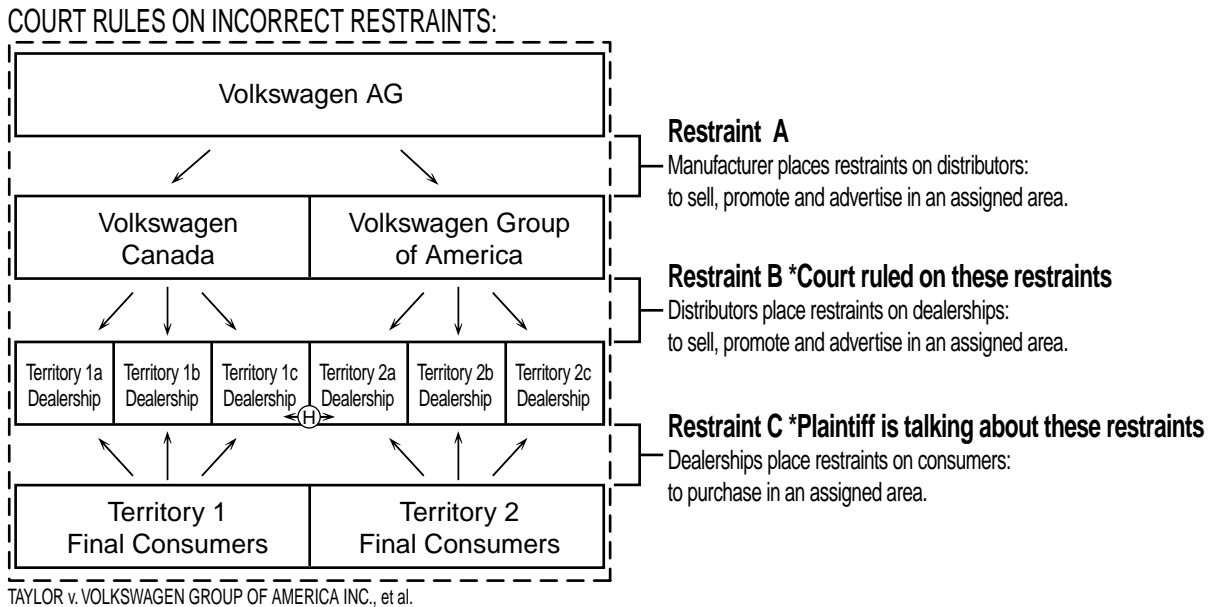 COURT RULES ON INCORRECT RESTRAINTS:
Volkswagen AG
Restraint A
Manufacturer places restraints on distributors:
to sell, promote and advertise in an assigned area.
Volkswagen
Canada
Volkswagen Group
of America
Restraint B *Court ruled on these restraints
Distributors place restraints on dealerships:
to sell, promote and advertise in an assigned area.
Territory 1a
Dealership
Territory 1b
Dealership
Territory 1c
Dealership
Territory 2a
Dealership
Territory 2b
Dealership
Territory 2c
Dealership
H
Restraint C *Plaintiff is talking about these restraints
Dealerships place restraints on consumers:
to purchase in an assigned area.
Territory 1
Final Consumers
Territory 2
Final Consumers
TAYLOR v. VOLKSWAGEN GROUP OF AMERICA INC., et al.